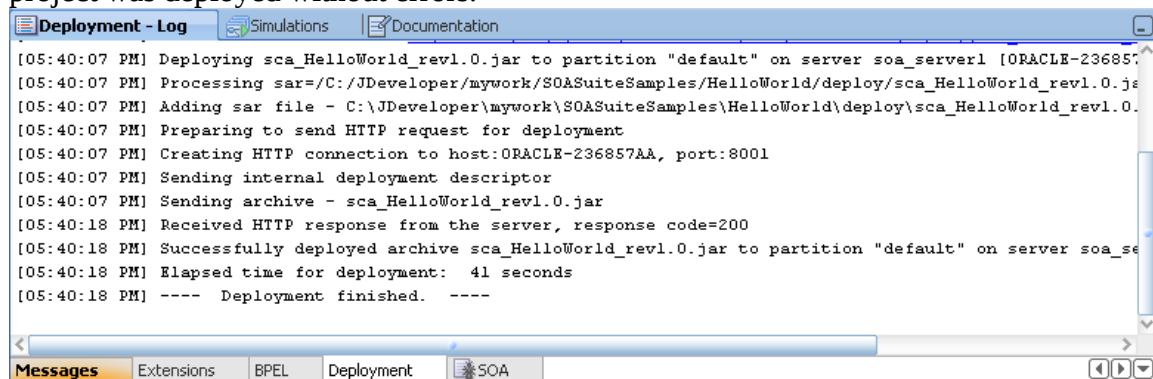 project was deployed without errors.
Deployment - Log Simulations Documentation
[05:40:07 PM] Deploying sca_HelloWorld_rev1.0.jar to partition "default" on server soa_server1 [ORACLE-236857
[05:40:07 PM] Processing sar=/C:/JDeveloper/mywork/SOASuiteSamples/HelloWorld/deploy/sca_HelloWorld_rev1.0.ja
[05:40:07 PM] Adding sar file - C:\JDeveloper\mywork\SOASuiteSamples\HelloWorld\deploy\sca_HelloWorld_rev1.0.
[05:40:07 PM] Preparing to send HTTP request for deployment
[05:40:07 PM] Creating HTTP connection to host:ORACLE-236857AA, port:8001
[05:40:07 PM] Sending internal deployment descriptor
[05:40:07 PM] Sending archive - sca_HelloWorld_rev1.0.jar
[05:40:18 PM] Received HTTP response from the server, response code=200
[05:40:18 PM] Successfully deployed archive sca_HelloWorld_rev1.0.jar to partition "default" on server soa_se
[05:40:18 PM] Elapsed time for deployment:  41 seconds
[05:40:18 PM] ----  Deployment finished.  ----
Messages Extensions BPEL Deployment SOA